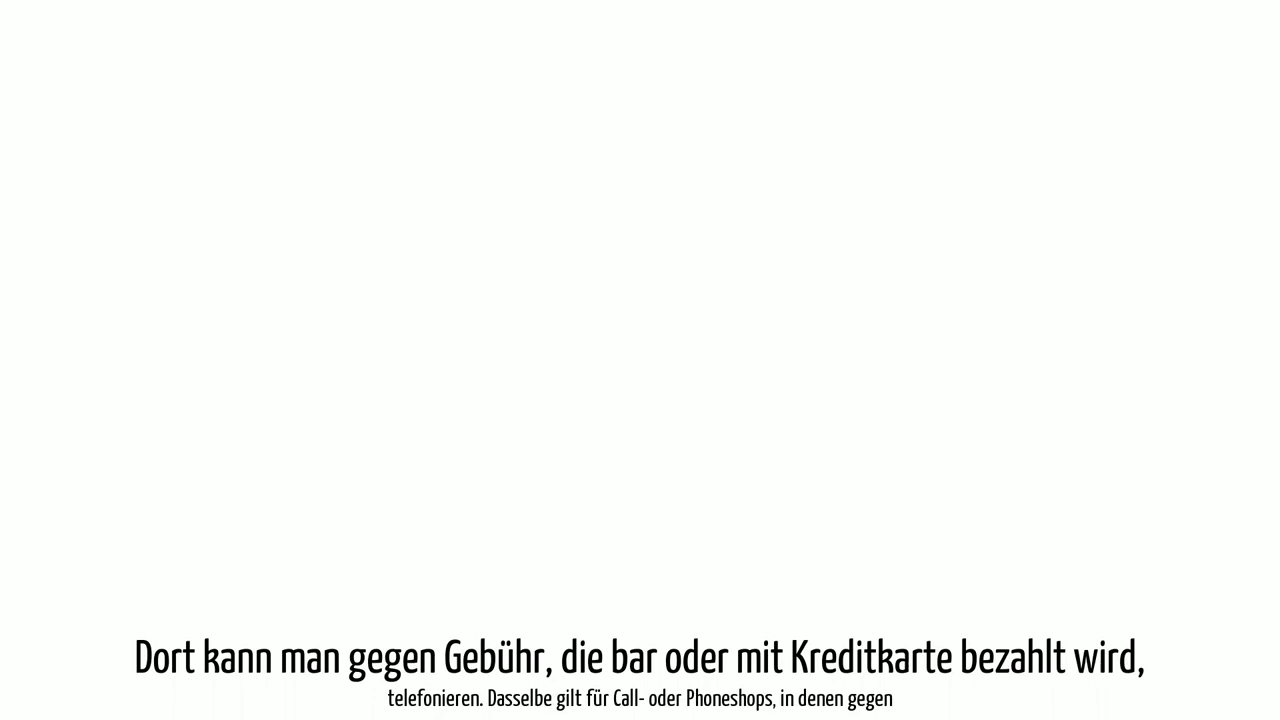 Dort kann man gegen Gebühr, die bar oder mit Kreditkarte bezahlt wird,
telefonieren. Dasselbe gilt für Call- oder Phoneshops, in denen gegen